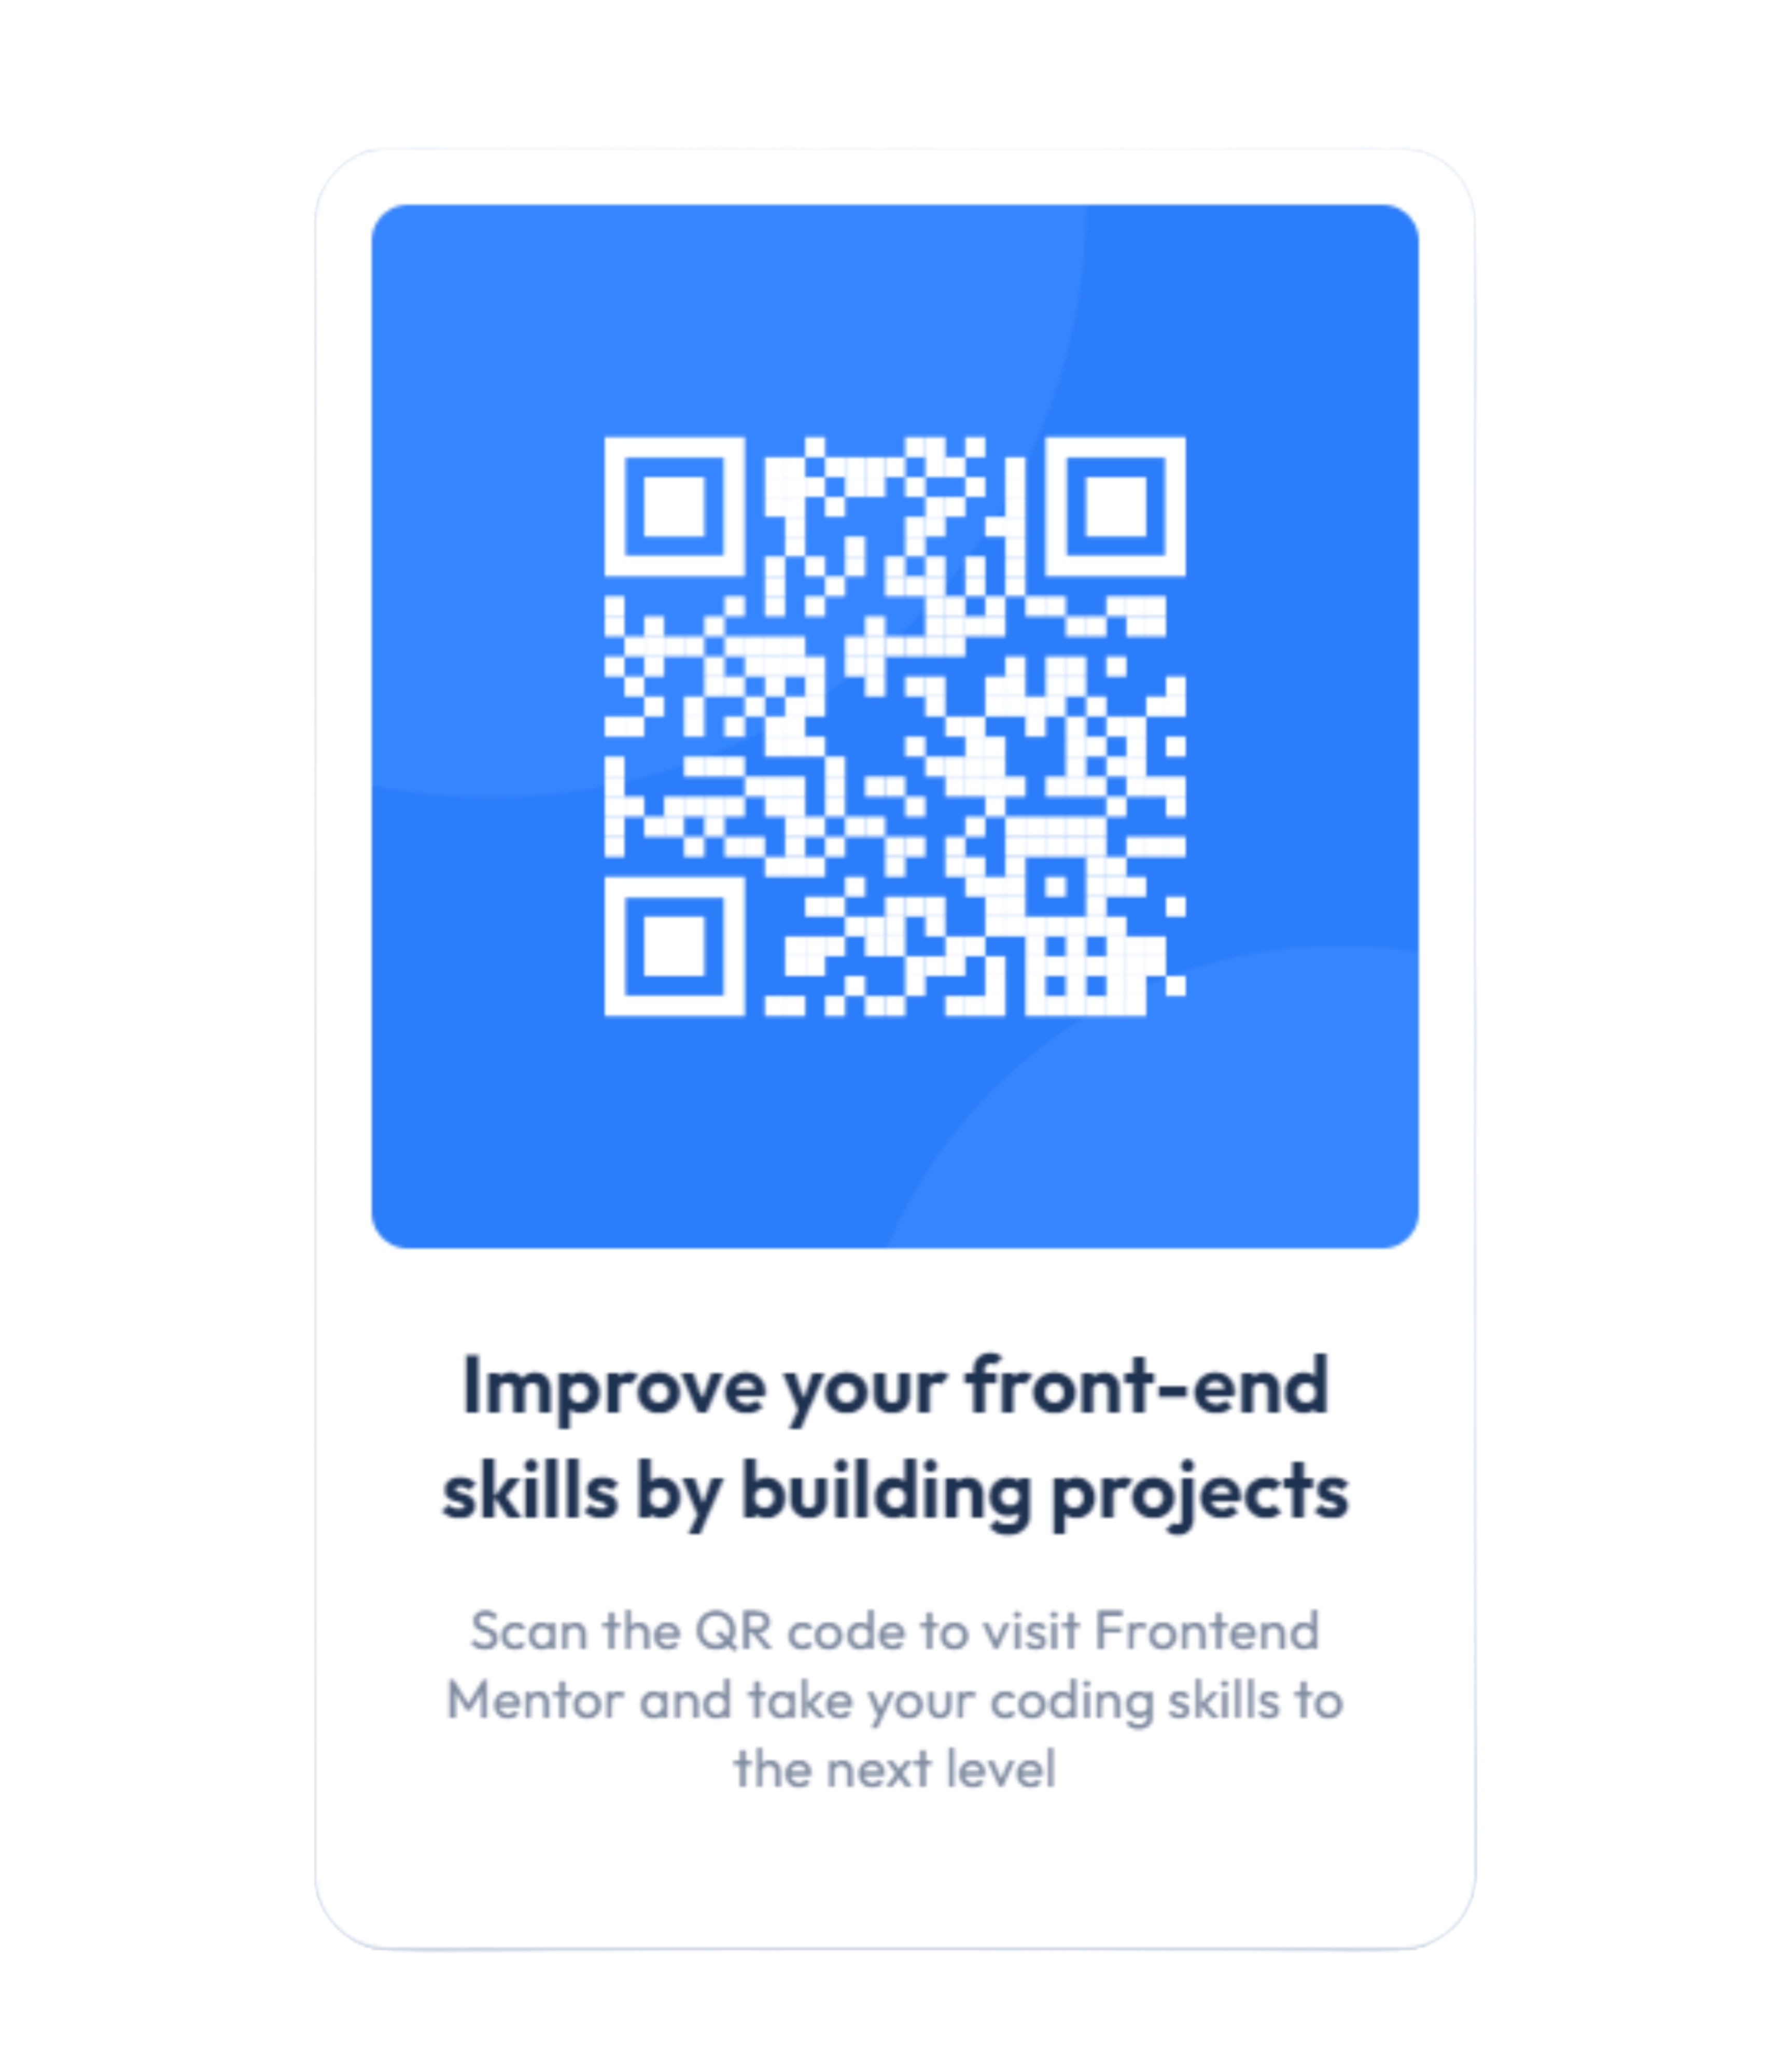 Improve your front-end
skills by building projects
Scan the QR code to visit Frontend
Mentor and take your coding skills to
the next level